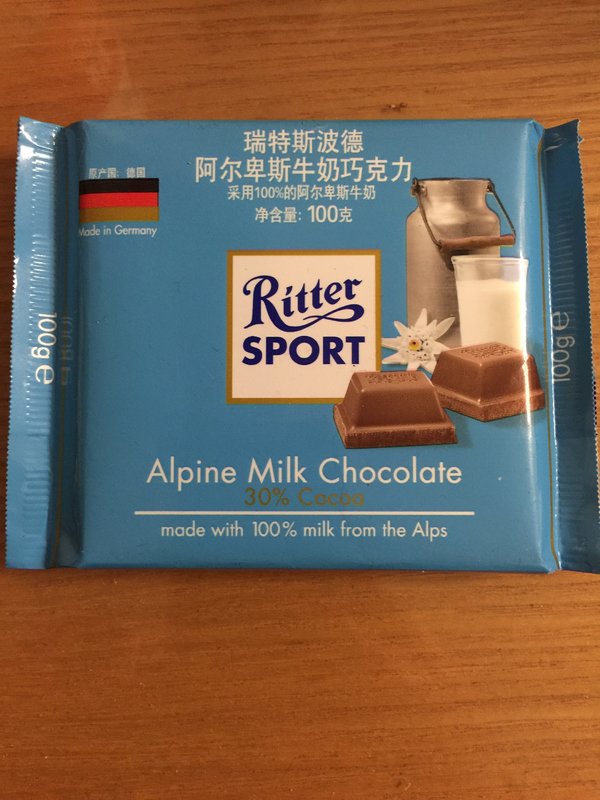 瑞特斯波德
阿尔卑斯牛奶巧克力
采用100%的阿尔卑斯牛奶
净含量: 100克
原产国: 德国
Made in Germany
Ritter
SPORT
Alpine Milk Chocolate
30% Cocoa
made with 100% milk from the Alps
100g e
100g e
100g e